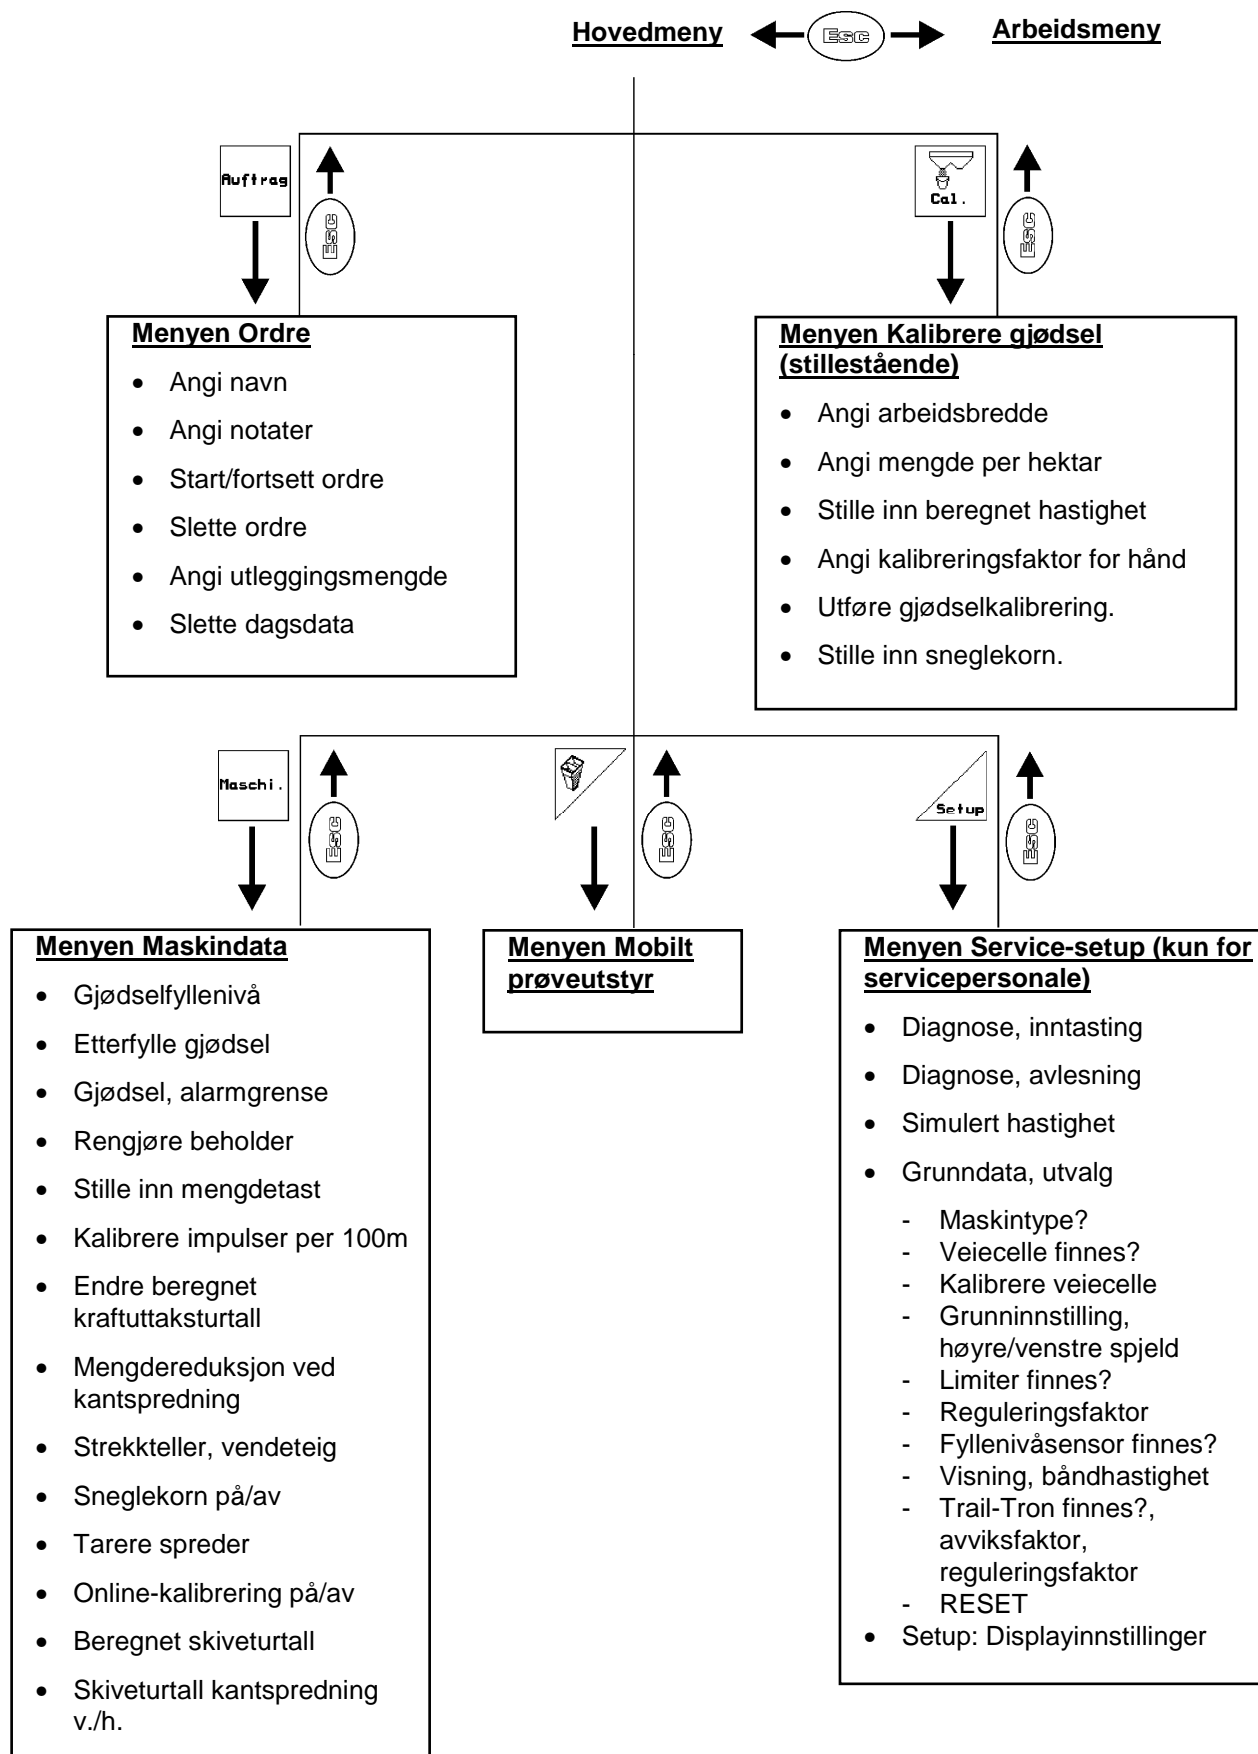 Hovedmeny
Esc
Arbeidsmeny
Auftrag
Esc
Cal.
Esc
Menyen Ordre
• Angi navn
• Angi notater
• Start/fortsett ordre
• Slette ordre
• Angi utleggingsmengde
• Slette dagsdata
Menyen Kalibrere gjødsel
(stillestående)
• Angi arbeidsbredde
• Angi mengde per hektar
• Stille inn beregnet hastighet
• Angi kalibreringsfaktor for hånd
• Utføre gjødselkalibrering.
• Stille inn sneglekorn.
Maschi.
Esc
Esc
Setup
Esc
Menyen Maskindata
• Gjødselfyllenivå
• Etterfylle gjødsel
• Gjødsel, alarmgrense
• Rengjøre beholder
• Stille inn mengdetast
• Kalibrere impulser per 100m
• Endre beregnet
kraftuttaksturtall
• Mengdereduksjon ved
kantspredning
• Strekkteller, vendeteig
• Sneglekorn på/av
• Tarere spreder
• Online-kalibrering på/av
• Beregnet skiveturtall
• Skiveturtall kantspredning
v./h.
Menyen Mobilt
prøveutstyr
Menyen Service-setup (kun for
servicepersonale)
• Diagnose, inntasting
• Diagnose, avlesning
• Simulert hastighet
• Grunndata, utvalg
- Maskintype?
- Veiecelle finnes?
- Kalibrere veiecelle
- Grunninnstilling,
høyre/venstre spjeld
- Limiter finnes?
- Reguleringsfaktor
- Fyllenivåsensor finnes?
- Visning, båndhastighet
- Trail-Tron finnes?,
avviksfaktor,
reguleringsfaktor
- RESET
• Setup: Displayinnstillinger